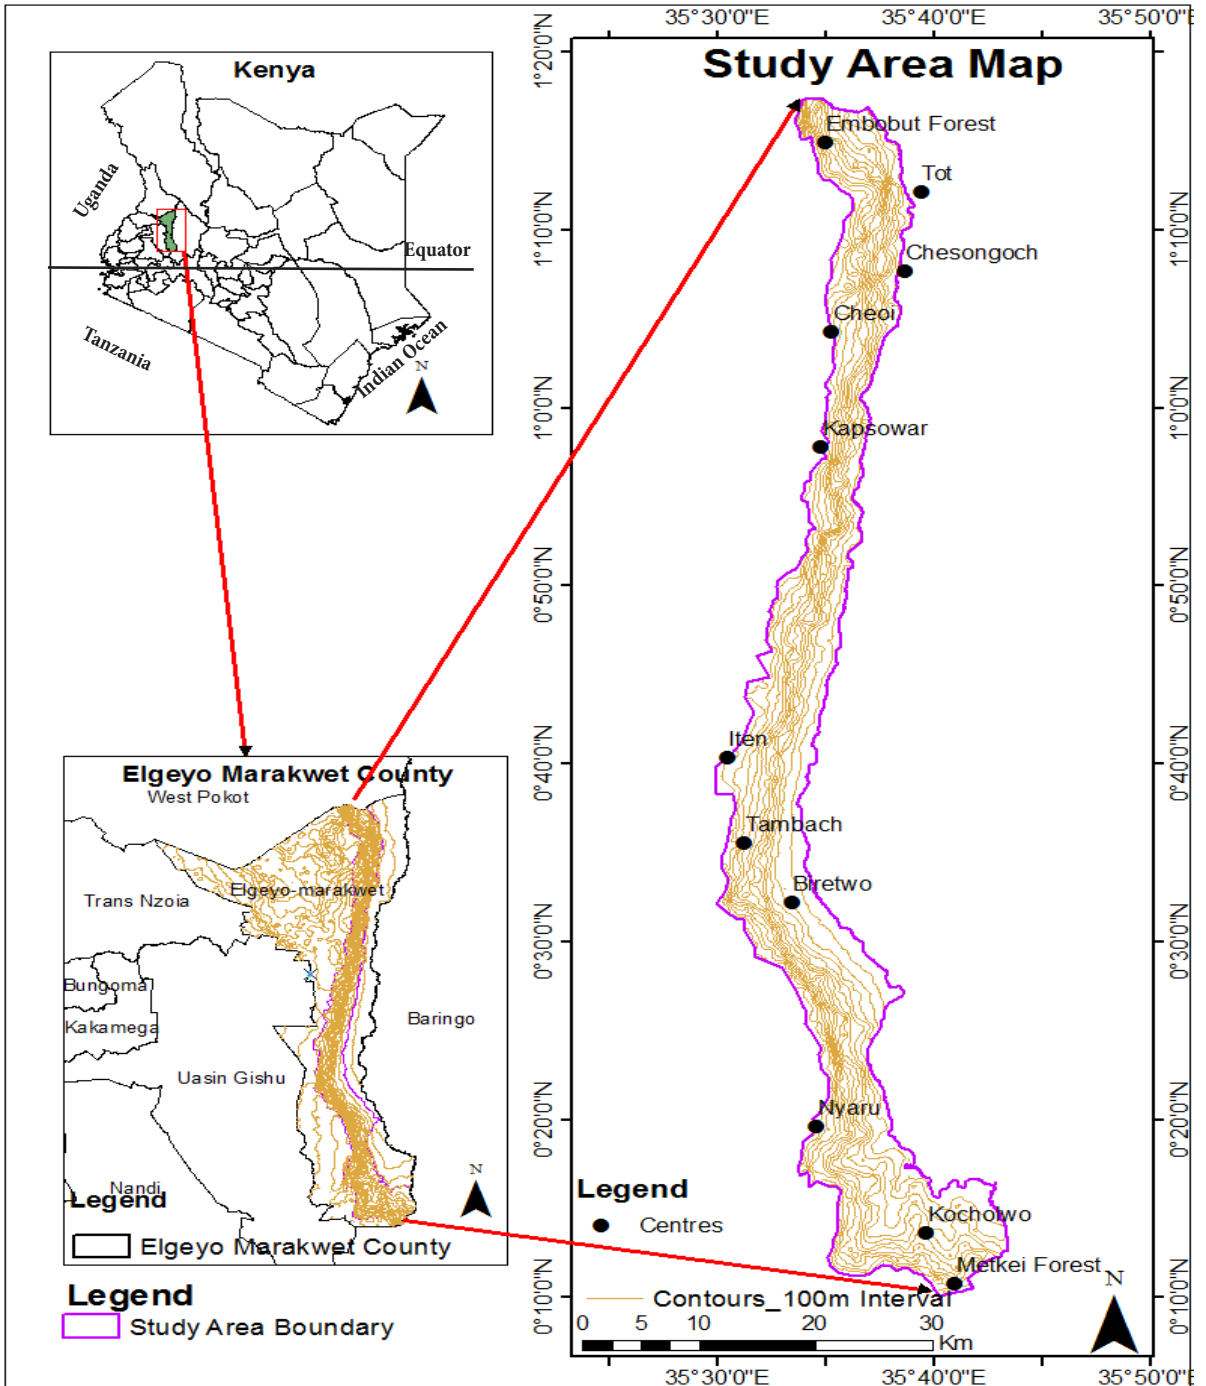 35°30'0"E 35°40'0"E 35°50'0"E
Study Area Map
Kenya
Uganda
Equator
Tanzania
Indian Ocean
N
1°20'0"N
1°10'0"N
1°0'0"N
0°50'0"N
0°40'0"N
0°30'0"N
0°20'0"N
0°10'0"N
Embobut Forest
Tot
Chesongoch
Cheoi
Kapsowar
Iten
Tambach
Biretwo
Nyaru
Kocholwo
Metkei Forest
1°20'0"N
1°10'0"N
1°0'0"N
0°50'0"N
0°40'0"N
0°30'0"N
0°20'0"N
0°10'0"N
Elgeyo Marakwet County
West Pokot
Elgeyo-marakwet
Trans Nzoia
Bungoma
Kakamega
Baringo
Uasin Gishu
Nandi
N
Legend
Elgeyo Marakwet County
Legend
Study Area Boundary
Legend
Centres
Contours_100m Interval
0 5 10 20 30
Km
N
35°30'0"E 35°40'0"E 35°50'0"E